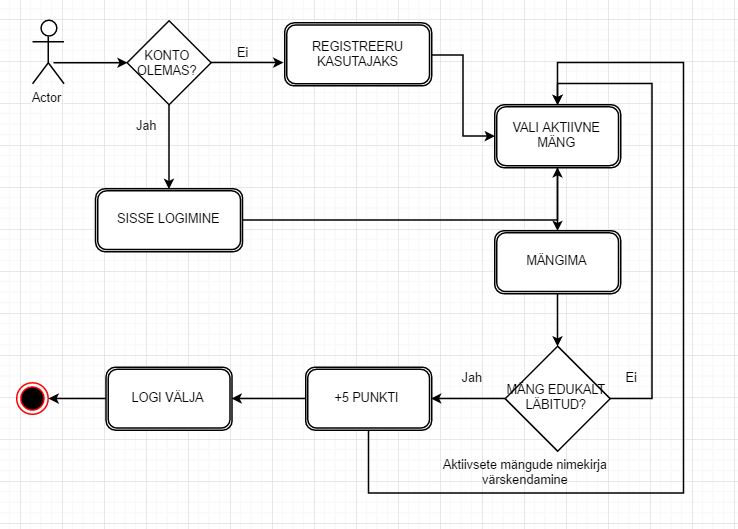 KONTO
OLEMAS?
Ei
REGISTREERU
KASUTAJAKS
Actor
Jah
VALI AKTIIVNE
MÄNG
SISSE LOGIMINE
MÄNGIMA
MÄNG EDUKALT
LÄBITUD?
Jah
Ei
+5 PUNKTI
LOGI VÄLJA
Aktiivsete mängude nimekirja
värskendamine